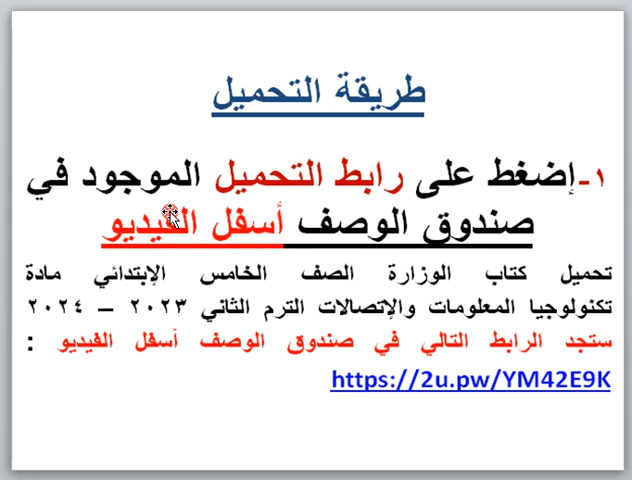 طريقة التحميل
١-إضغط على رابط التحميل الموجود في
صندوق الوصف أسفل الفيديو
تحميل كتاب الوزارة الصف الخامس الإبتدائي مادة
تكنولوجيا المعلومات والإتصالات الترم الثاني ٢٠٢٣ – ٢٠٢٤
ستجد الرابط التالي في صندوق الوصف أسفل الفيديو :
https://2u.pw/YM42E9K